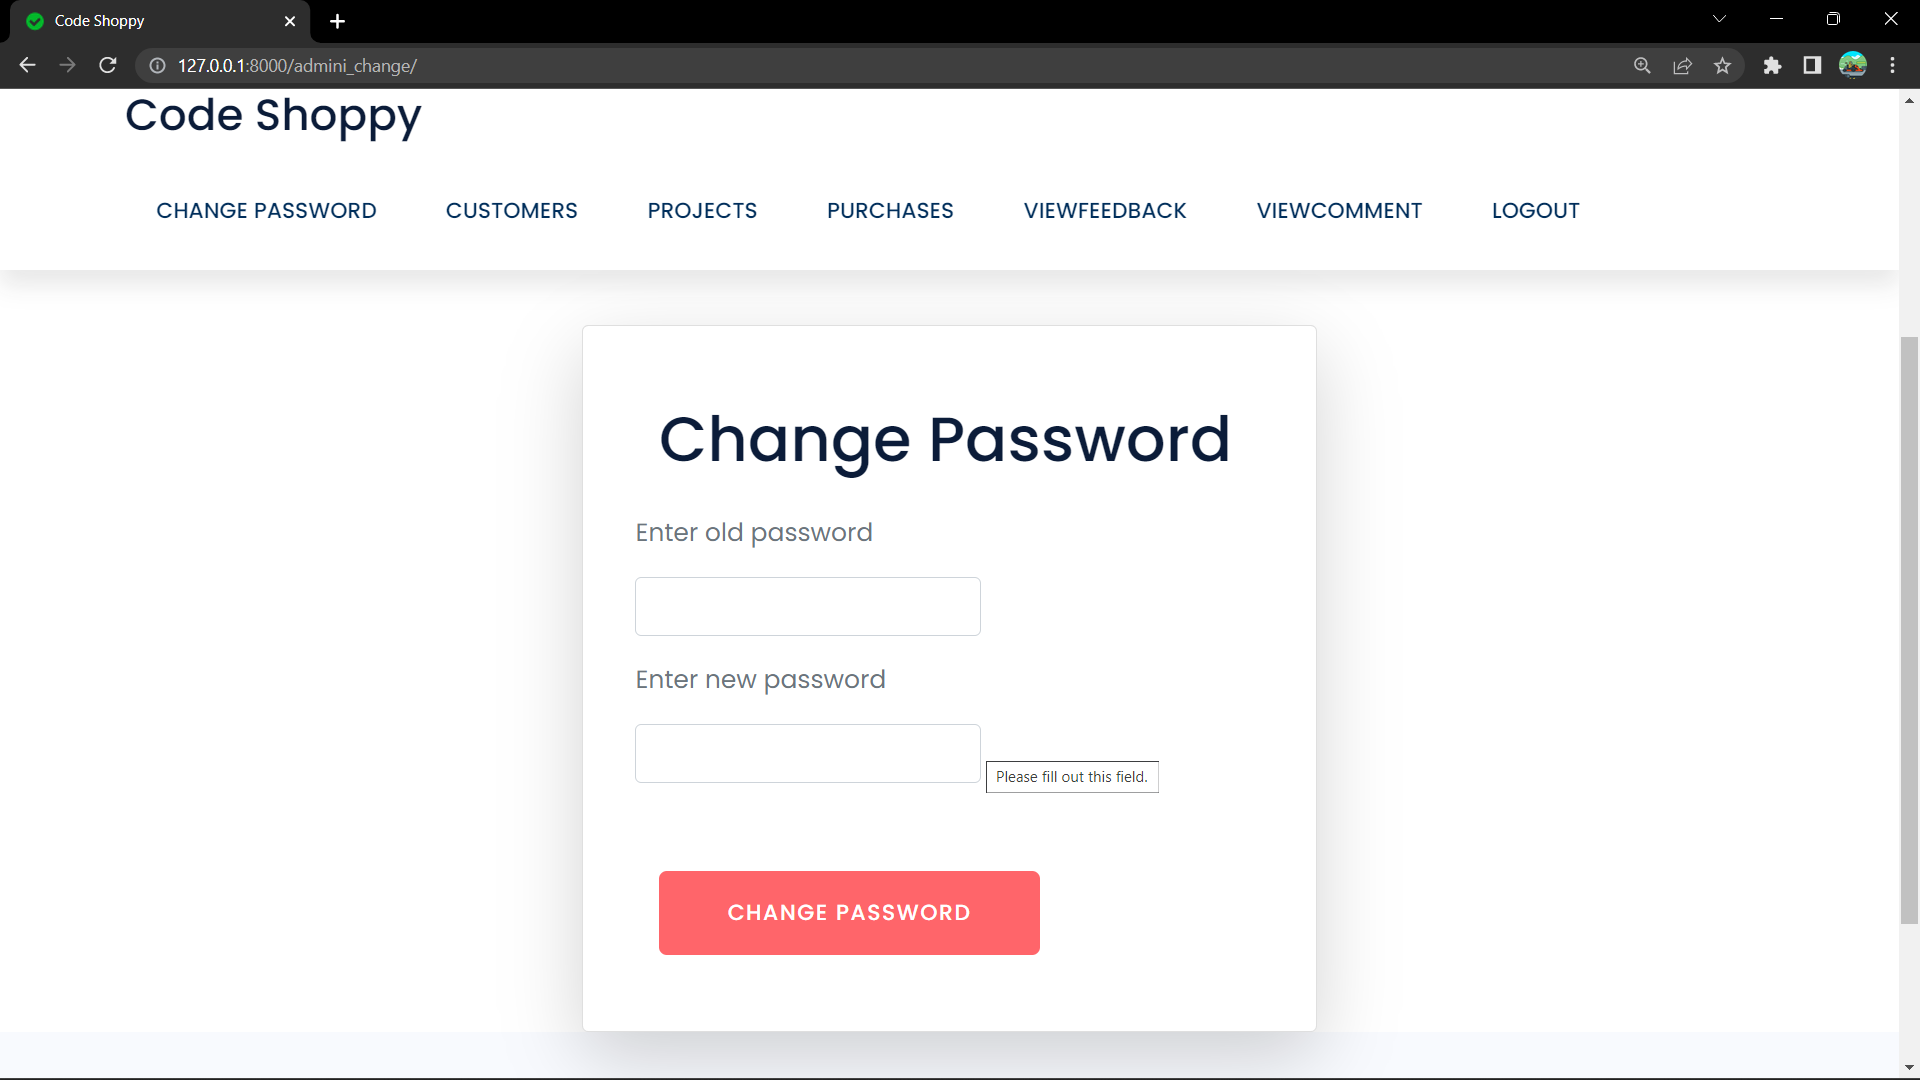 Code Shoppy
127.0.0.1:8000/admini_change/
Code Shoppy
CHANGE PASSWORD CUSTOMERS PROJECTS PURCHASES VIEWFEEDBACK VIEWCOMMENT LOGOUT
Change Password
Enter old password
Enter new password
Please fill out this field.
CHANGE PASSWORD